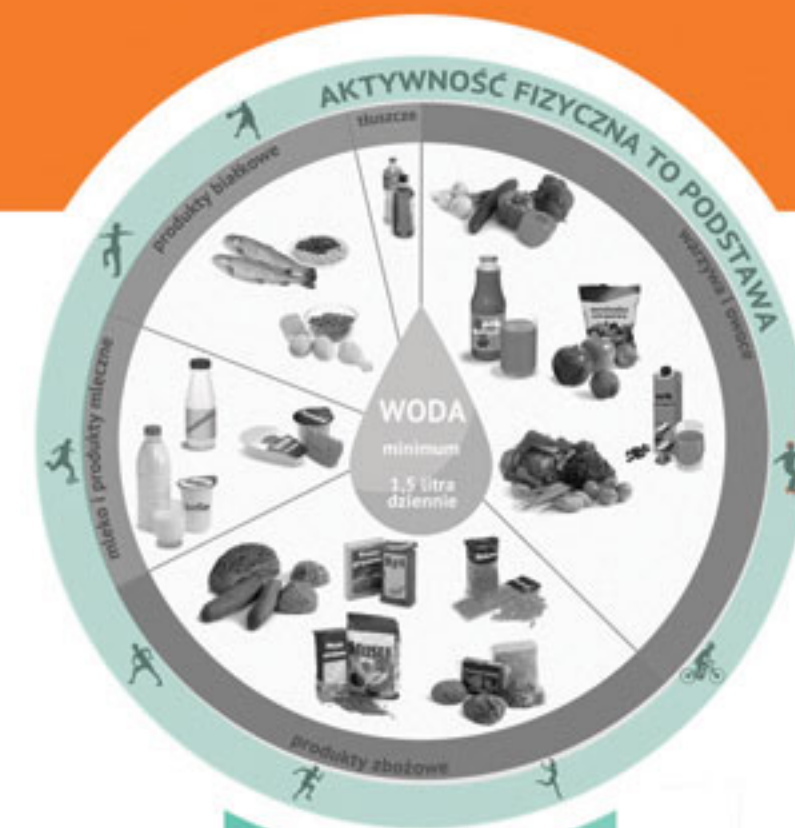 AKTYWNOŚĆ FIZYCZNA TO PODSTAWA
tłuszcze
produkty białkowe
warzywa i owoce
mleko i produkty mleczne
WODA
minimum
1,5 litra
dziennie
produkty zbożowe